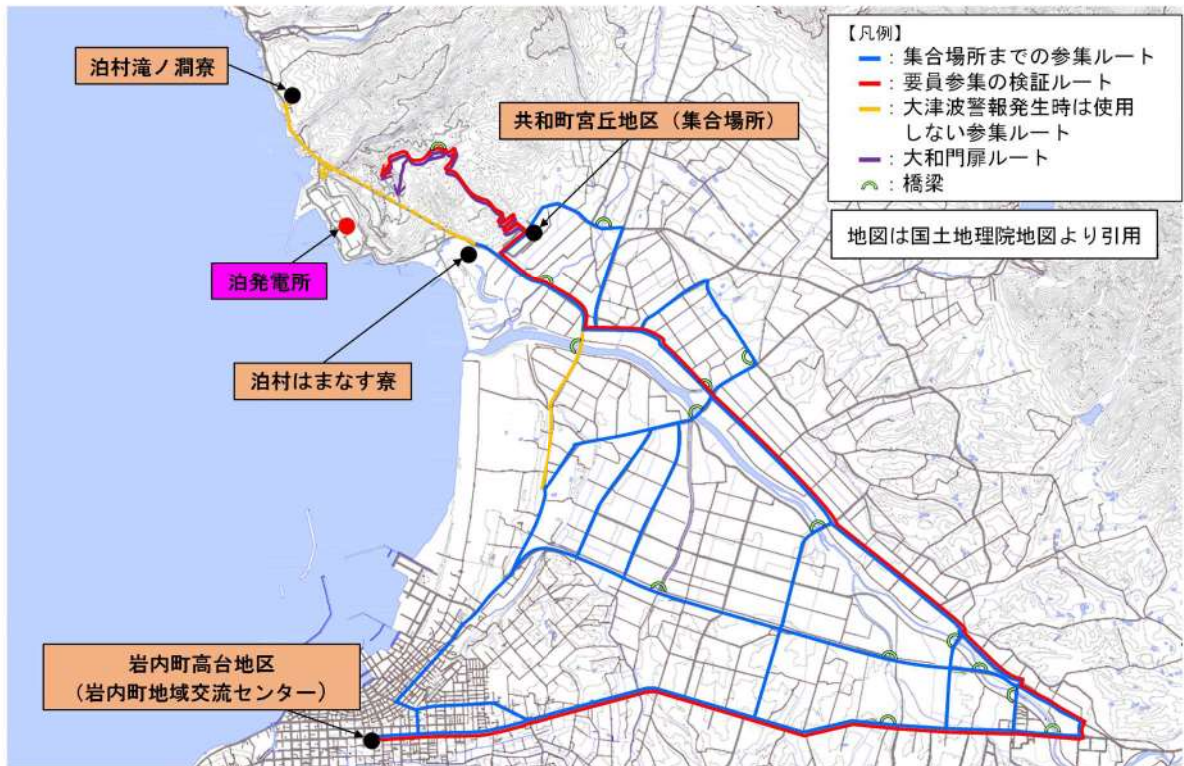 【凡例】
：集合場所までの参集ルート
：要員参集の検証ルート
：大津波警報発生時は使用
しない参集ルート
：大和門扉ルート
：橋梁
地図は国土地理院地図より引用
泊村滝ノ澗寮
共和町宮丘地区（集合場所）
泊発電所
泊村はまなす寮
岩内町高台地区
（岩内町地域交流センター）